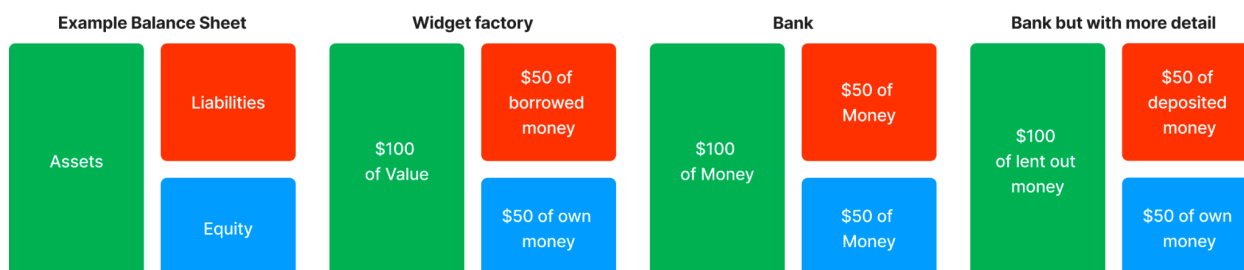 Example Balance Sheet
Assets
Liabilities
Equity
Widget factory
$100
of Value
$50 of
borrowed
money
$50 of own
money
Bank
$100
of Money
$50 of
Money
$50 of
Money
Bank but with more detail
$100
of lent out
money
$50 of
deposited
money
$50 of own
money